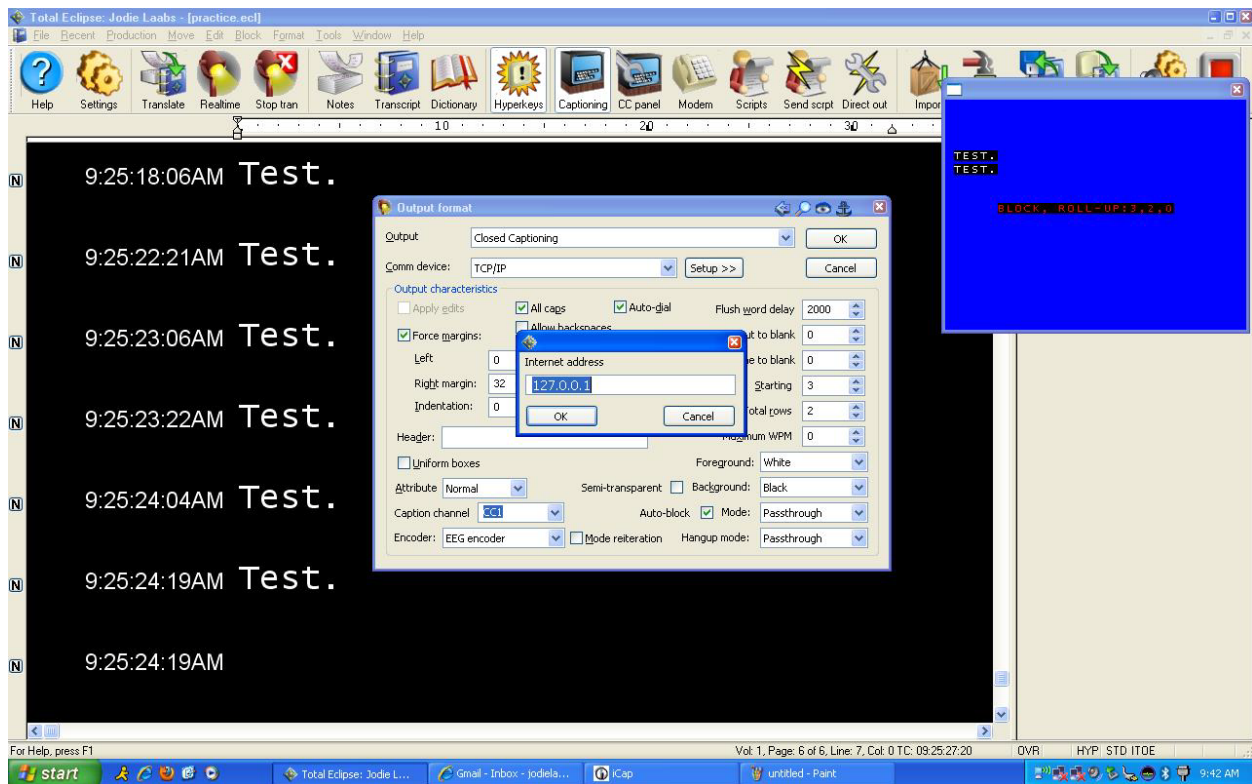 Total Eclipse: Jodie Laabs - [practice.ecl]
File Recent Production Move Edit Block Format Tools Window Help
Help Settings Translate Realtime Stop tran Notes Transcript Dictionary Hyperkeys Captioning CC panel Modem Scripts Send scrpt Direct out
10 20 30
TEST.
TEST.
BLOCK, ROLL-UP:3,2,0
N 9:25:18:06AM Test.
N 9:25:22:21AM Test.
N 9:25:23:06AM Test.
N 9:25:23:22AM Test.
N 9:25:24:04AM Test.
N 9:25:24:19AM Test.
N 9:25:24:19AM
Output format
Output Closed Captioning OK
Comm device: TCP/IP Setup >> Cancel
Output characteristics
Apply edits All caps Auto-dial Flush word delay 2000
Force margins: Allow backspaces to blank 0
Left 0 to blank 0
Right margin: 32 Starting 3
Indentation: 0 rows 2
Header: WPM 0
Internet address
127.0.0.1
OK Cancel
Uniform boxes Foreground: White
Attribute Normal Semi-transparent Background: Black
Caption channel CC1 Auto-block Mode: Passthrough
Encoder: EEG encoder Mode reiteration Hangup mode: Passthrough
For Help, press F1 Vol: 1, Page: 6 of 6, Line: 7, Col: 0 TC: 09:25:27:20 OVR HYP STD ITOE
start Total Eclipse: Jodie L... Gmail - Inbox - jodiela... iCap untitled - Paint 9:42 AM